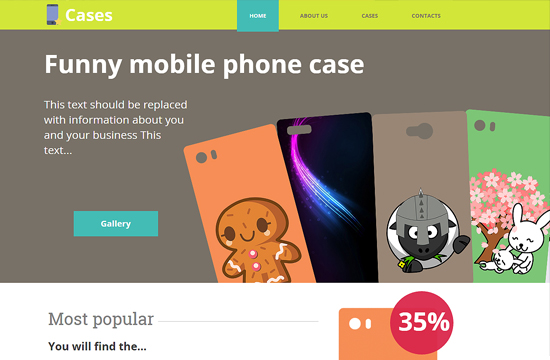 Cases
HOME ABOUT US CASES CONTACTS
Funny mobile phone case
This text should be replaced
with information about you
and your business This
text...
Gallery
Most popular
35%
You will find the...